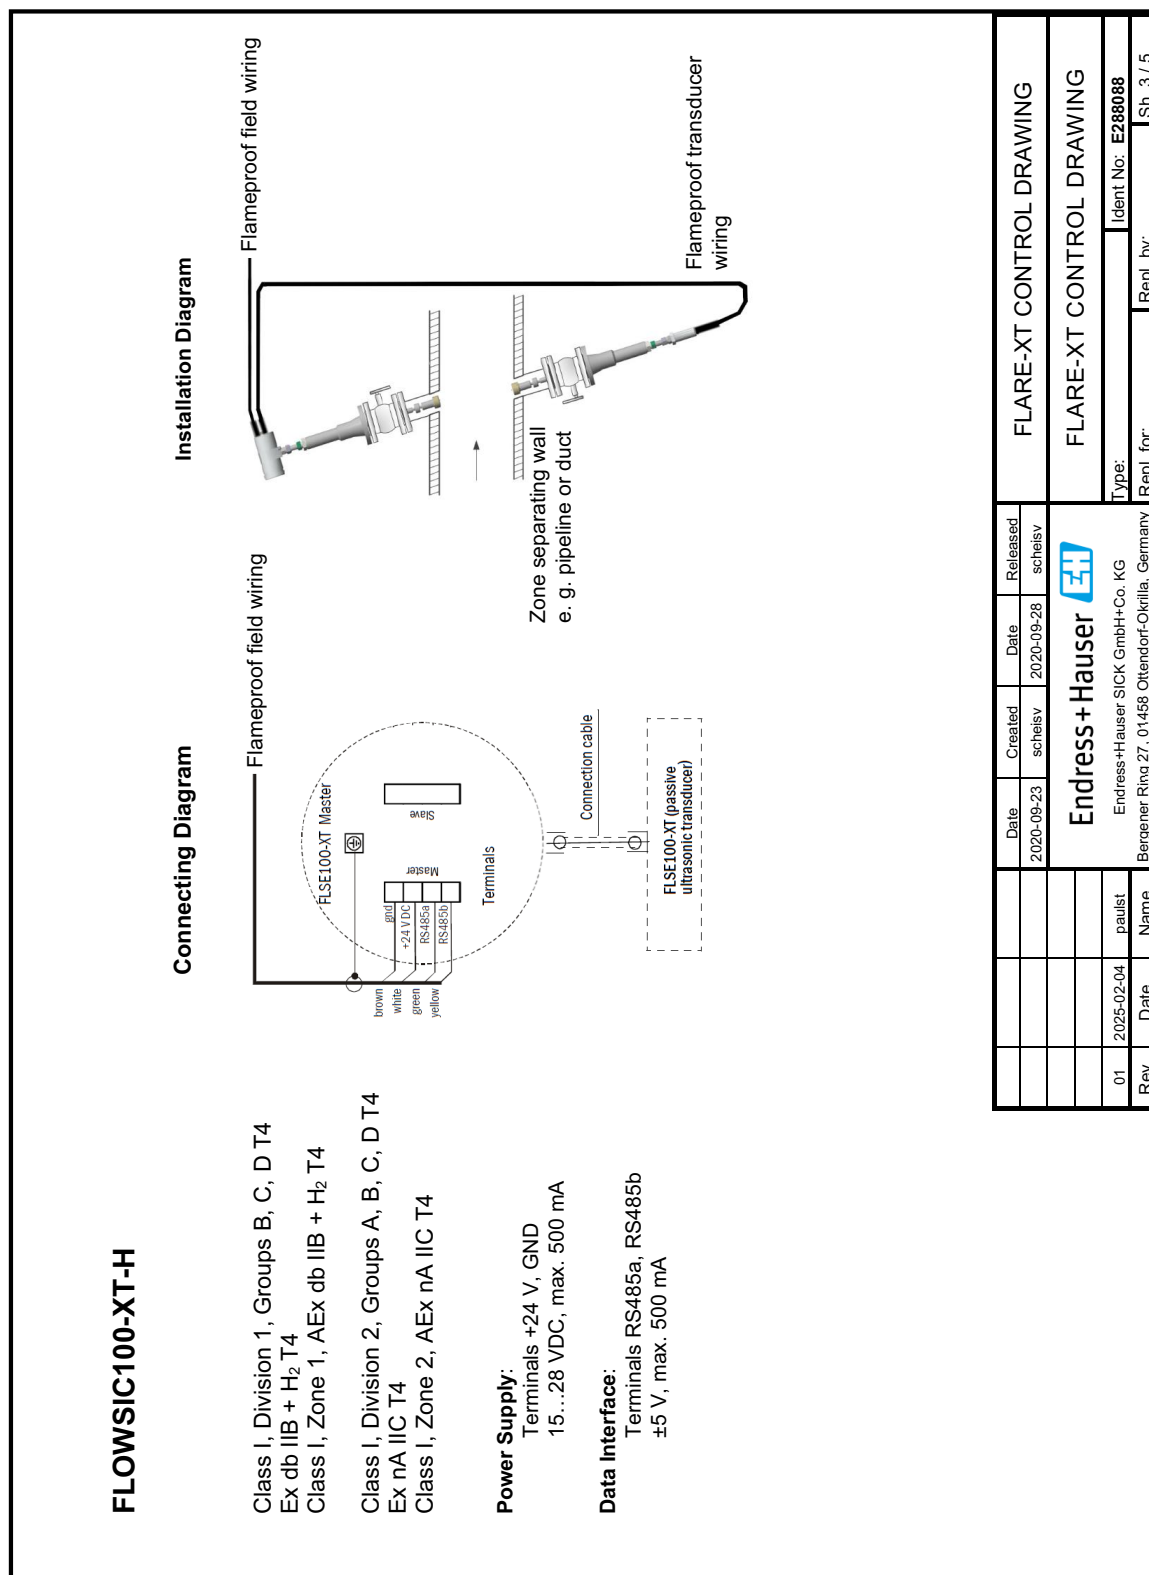 FLOWSIC100-XT-H
Class I, Division 1, Groups B, C, D T4
Ex db IIB + H₂ T4
Class I, Zone 1, AEx db IIB + H₂ T4
Class I, Division 2, Groups A, B, C, D T4
Ex nA IIC T4
Class I, Zone 2, AEx nA IIC T4
Power Supply:
Terminals +24 V, GND
15…28 VDC, max. 500 mA
Data Interface:
Terminals RS485a, RS485b
±5 V, max. 500 mA
Connecting Diagram
Flameproof field wiring
FLSE100-XT Master
brown
white
green
yellow
gnd
+24 V DC
RS485a
RS485b
Master
Slave
Terminals
Connection cable
FLSE100-XT (passive
ultrasonic transducer)
Installation Diagram
Flameproof field wiring
Zone separating wall
e. g. pipeline or duct
Flameproof transducer
wiring
Date Created Date Released
2020-09-23 scheisv 2020-09-28 scheisv
FLARE-XT CONTROL DRAWING
Endress+Hauser EH
FLARE-XT CONTROL DRAWING
Endress+Hauser SICK GmbH+Co. KG
Bergener Ring 27, 01458 Ottendorf-Okrilla, Germany
01 2025-02-04 paulst
Rev Date Name
Type:
Ident No: E288088
Repl. for:
Repl. by:
Sh. 3 / 5